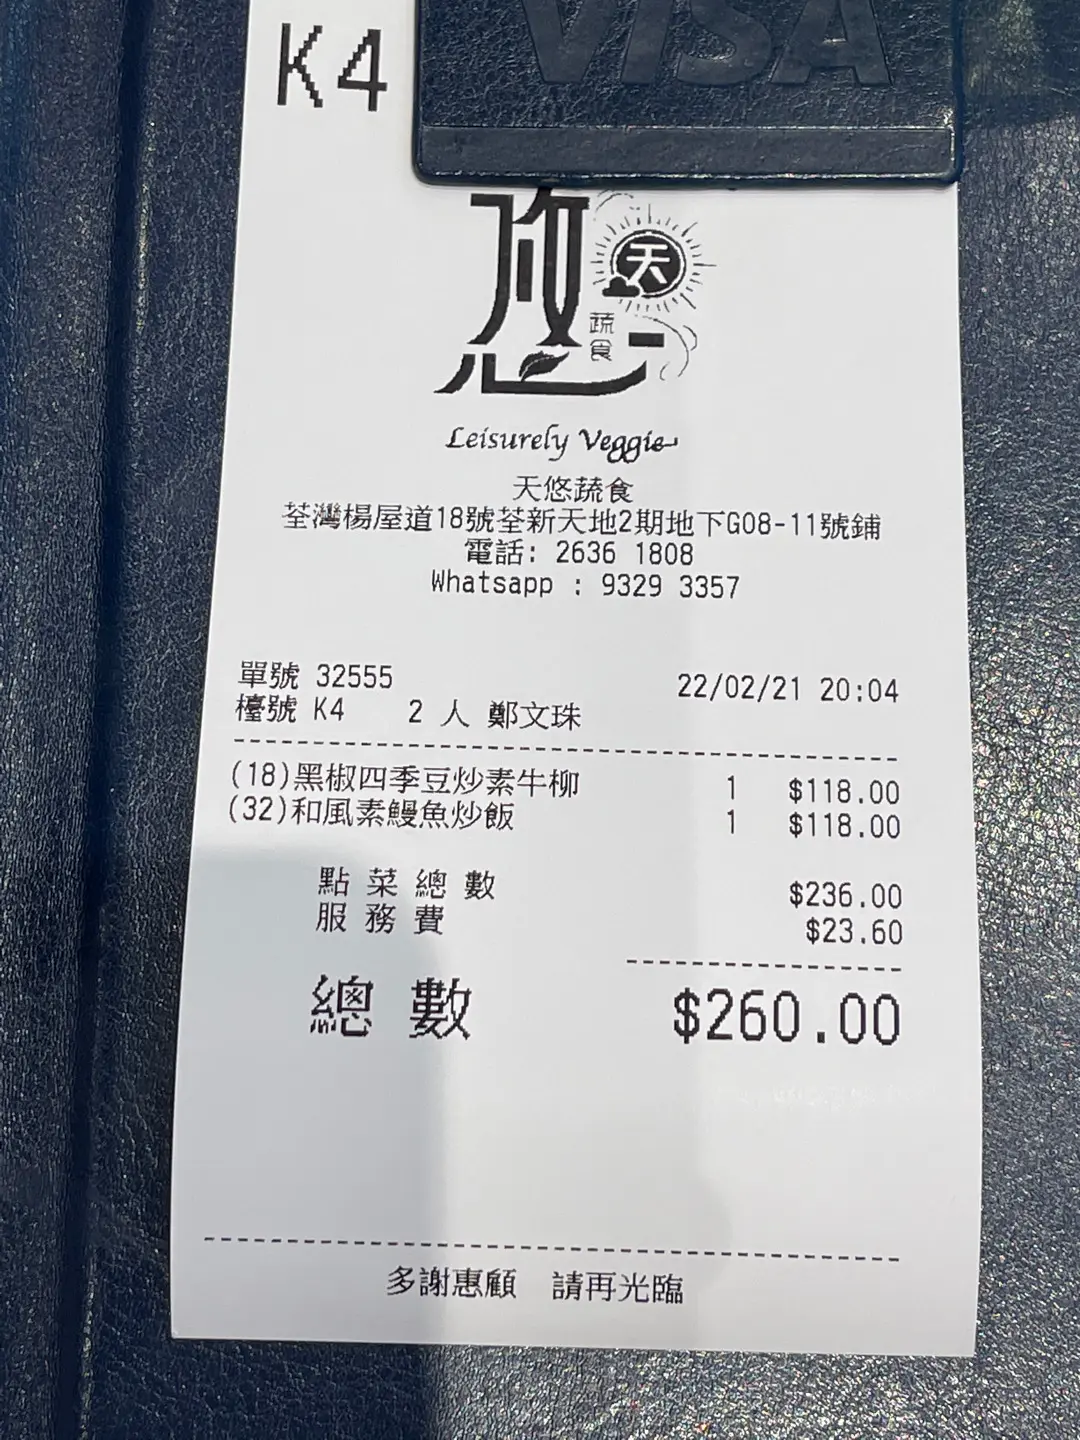 VISA
K4
悠
天
蔬食
Leisurely Veggie
天悠蔬食
荃灣楊屋道18號荃新天地2期地下G08-11號鋪
電話: 2636 1808
Whatsapp : 9329 3357
單號 32555 22/02/21 20:04
檯號 K4 2 人 鄭文珠
(18)黑椒四季豆炒素牛柳 1 $118.00
(32)和風素鰻魚炒飯 1 $118.00
點菜總數 $236.00
服務費 $23.60
總數 $260.00
多謝惠顧 請再光臨